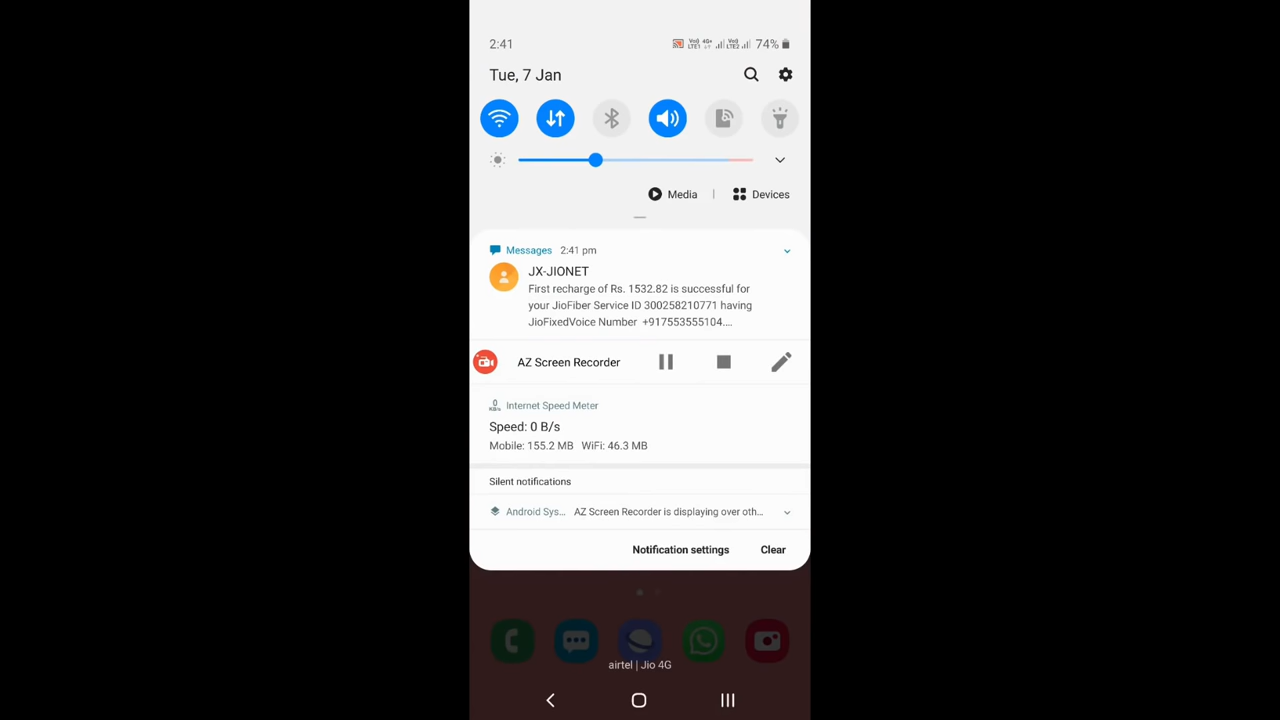 2:41 74%
Tue, 7 Jan
Media | Devices
Messages 2:41 pm
JX-JIONET
First recharge of Rs. 1532.82 is successful for
your JioFiber Service ID 300258210771 having
JioFixedVoice Number +917553555104....
AZ Screen Recorder
Internet Speed Meter
Speed: 0 B/s
Mobile: 155.2 MB WiFi: 46.3 MB
Silent notifications
Android Sys... AZ Screen Recorder is displaying over oth...
Notification settings Clear
airtel | Jio 4G